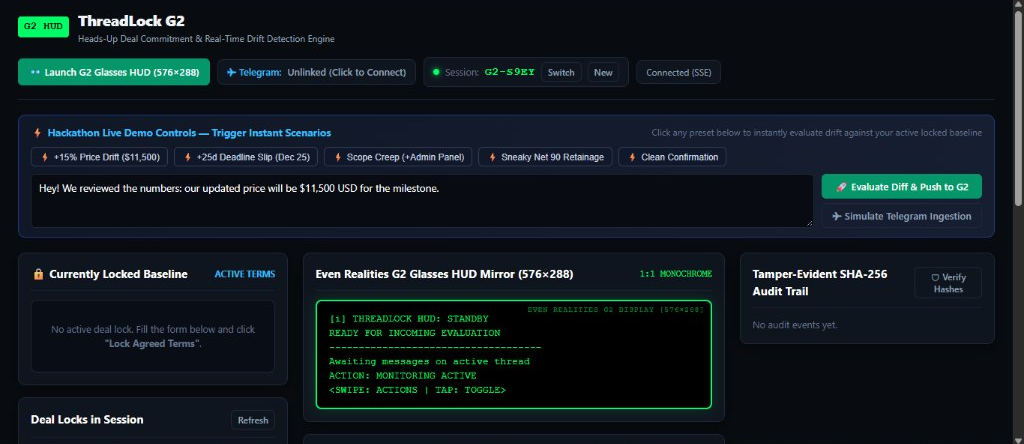 G2 HUD
ThreadLock G2
Heads-Up Deal Commitment & Real-Time Drift Detection Engine
👓 Launch G2 Glasses HUD (576×288)
✈ Telegram: Unlinked (Click to Connect)
Session: G2-S9EY Switch New
Connected (SSE)
⚡ Hackathon Live Demo Controls — Trigger Instant Scenarios
Click any preset below to instantly evaluate drift against your active locked baseline
⚡ +15% Price Drift ($11,500)
⚡ +25d Deadline Slip (Dec 25)
⚡ Scope Creep (+Admin Panel)
⚡ Sneaky Net 90 Retainage
⚡ Clean Confirmation
Hey! We reviewed the numbers: our updated price will be $11,500 USD for the milestone.
🚀 Evaluate Diff & Push to G2
✈ Simulate Telegram Ingestion
🔒 Currently Locked Baseline
ACTIVE TERMS
No active deal lock. Fill the form below and click
"Lock Agreed Terms".
Deal Locks in Session
Refresh
Even Realities G2 Glasses HUD Mirror (576×288)
1:1 MONOCHROME
EVEN REALITIES G2 DISPLAY [576×288]
[i] THREADLOCK HUD: STANDBY
READY FOR INCOMING EVALUATION
------------------------------------
Awaiting messages on active thread
ACTION: MONITORING ACTIVE
<SWIPE: ACTIONS | TAP: TOGGLE>
Tamper-Evident SHA-256
Audit Trail
🛡 Verify
Hashes
No audit events yet.